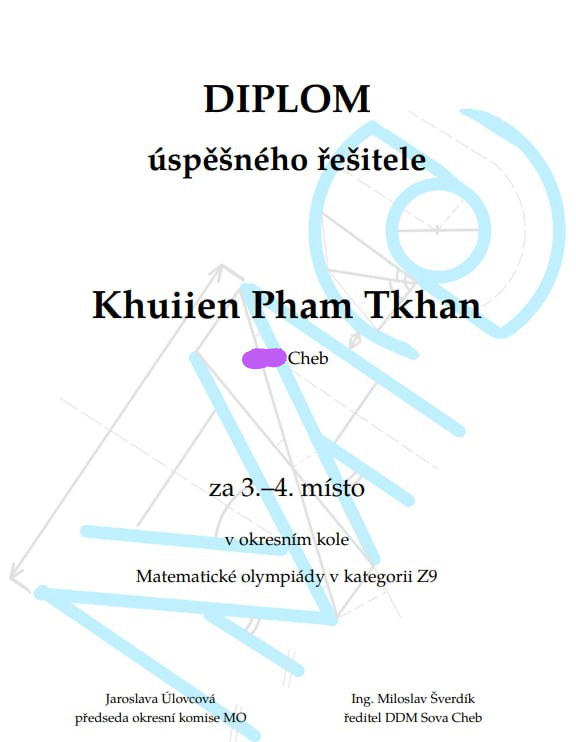 DIPLOM
úspěšného řešitele
Khuiien Pham Tkhan
Cheb
za 3.–4. místo
v okresním kole
Matematické olympiády v kategorii Z9
Jaroslava Úlovcová
předseda okresní komise MO
Ing. Miloslav Šverdík
ředitel DDM Sova Cheb